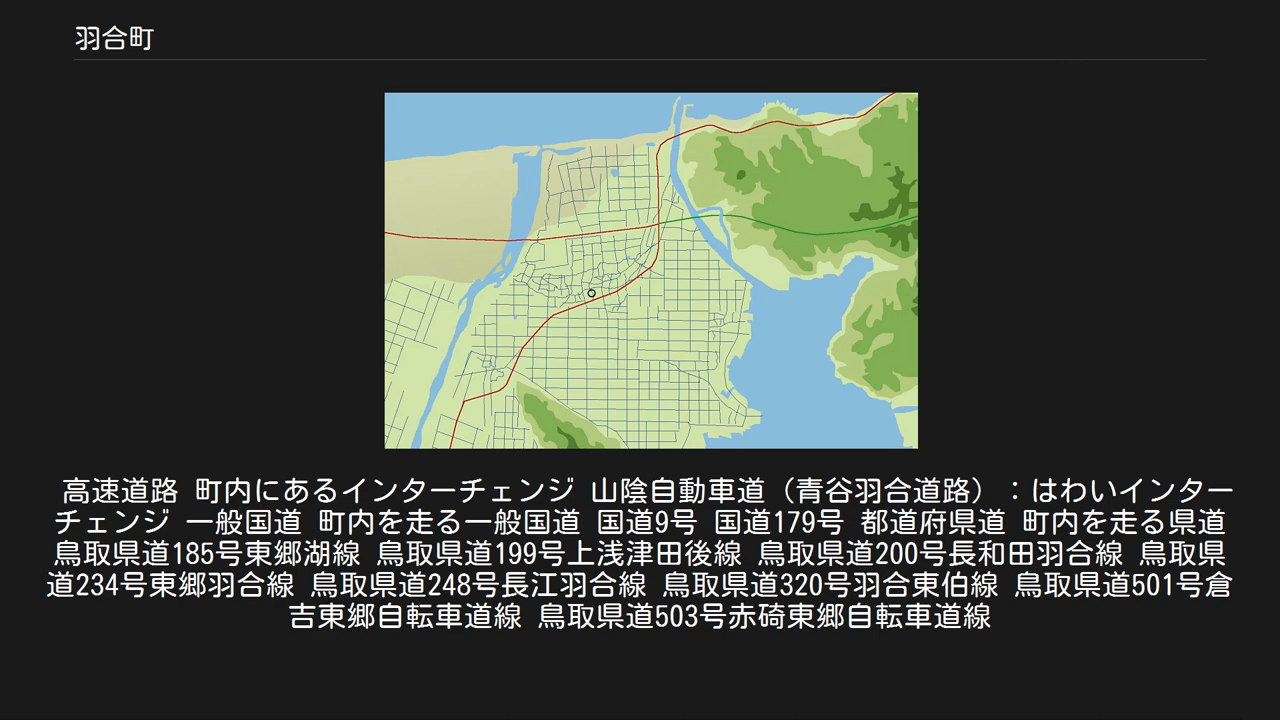 羽合町
高速道路 町内にあるインターチェンジ 山陰自動車道（青谷羽合道路）：はわいインター
チェンジ 一般国道 町内を走る一般国道 国道9号 国道179号 都道府県道 町内を走る県道
鳥取県道185号東郷湖線 鳥取県道199号上浅津田後線 鳥取県道200号長和田羽合線 鳥取県
道234号東郷羽合線 鳥取県道248号長江羽合線 鳥取県道320号羽合東伯線 鳥取県道501号倉
吉東郷自転車道線 鳥取県道503号赤碕東郷自転車道線